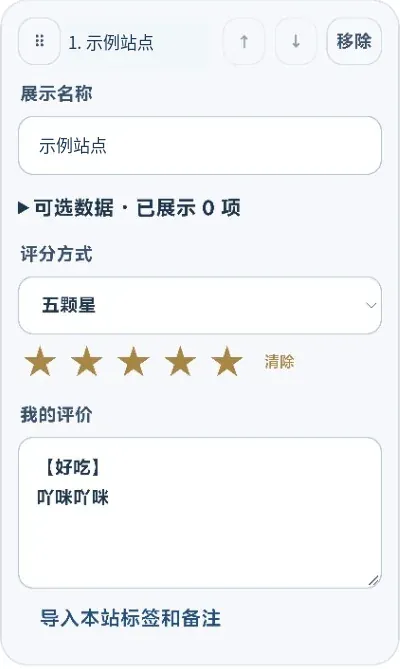 1. 示例站点
↑
↓
移除
展示名称
示例站点
▶ 可选数据 · 已展示 0 项
评分方式
五颗星
★ ★ ★ ★ ★ 清除
我的评价
【好吃】
吖咪吖咪
导入本站标签和备注